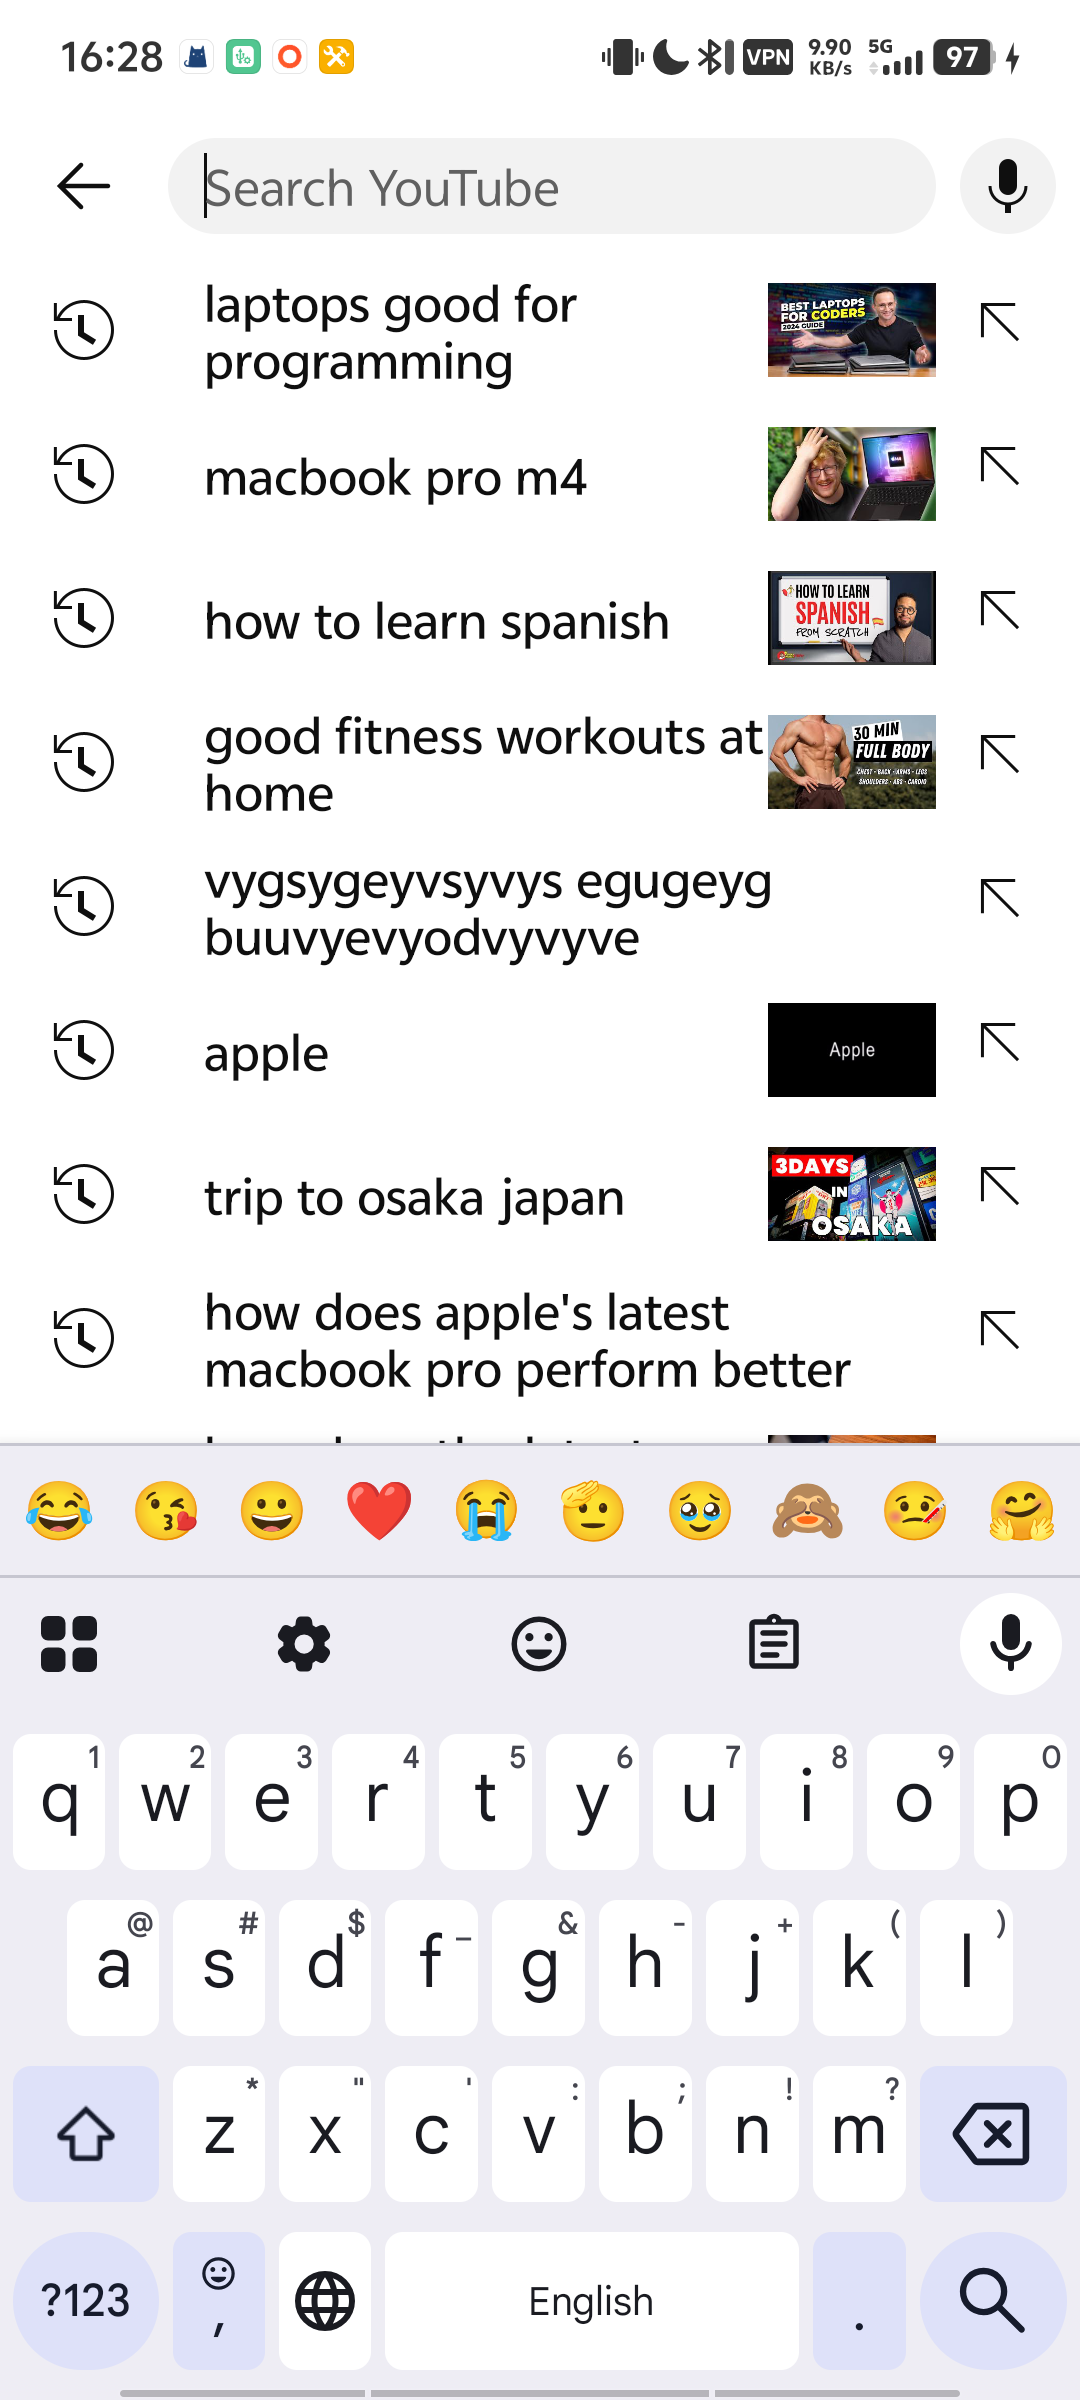 16:28
VPN
9.90
KB/s
5G
97
Search YouTube
laptops good for
programming
BEST LAPTOPS
FOR CODERS
2024 GUIDE
macbook pro m4
how to learn spanish
HOW TO LEARN
SPANISH
FROM SCRATCH
good fitness workouts at
home
30 MIN
FULL BODY
CHEST · BACK · ARMS · LEGS
SHOULDERS · ABS · CARDIO
vygsygeyvsyvys egugeyg
buuvyevyodvyvyve
apple
Apple
trip to osaka japan
3DAYS
IN
OSAKA
how does apple's latest
macbook pro perform better
1 2 3 4 5 6 7 8 9 0
q w e r t y u i o p
@ # $ _ & - + ( )
a s d f g h j k l
* " ' : ; ! ?
z x c v b n m
?123
,
English
.